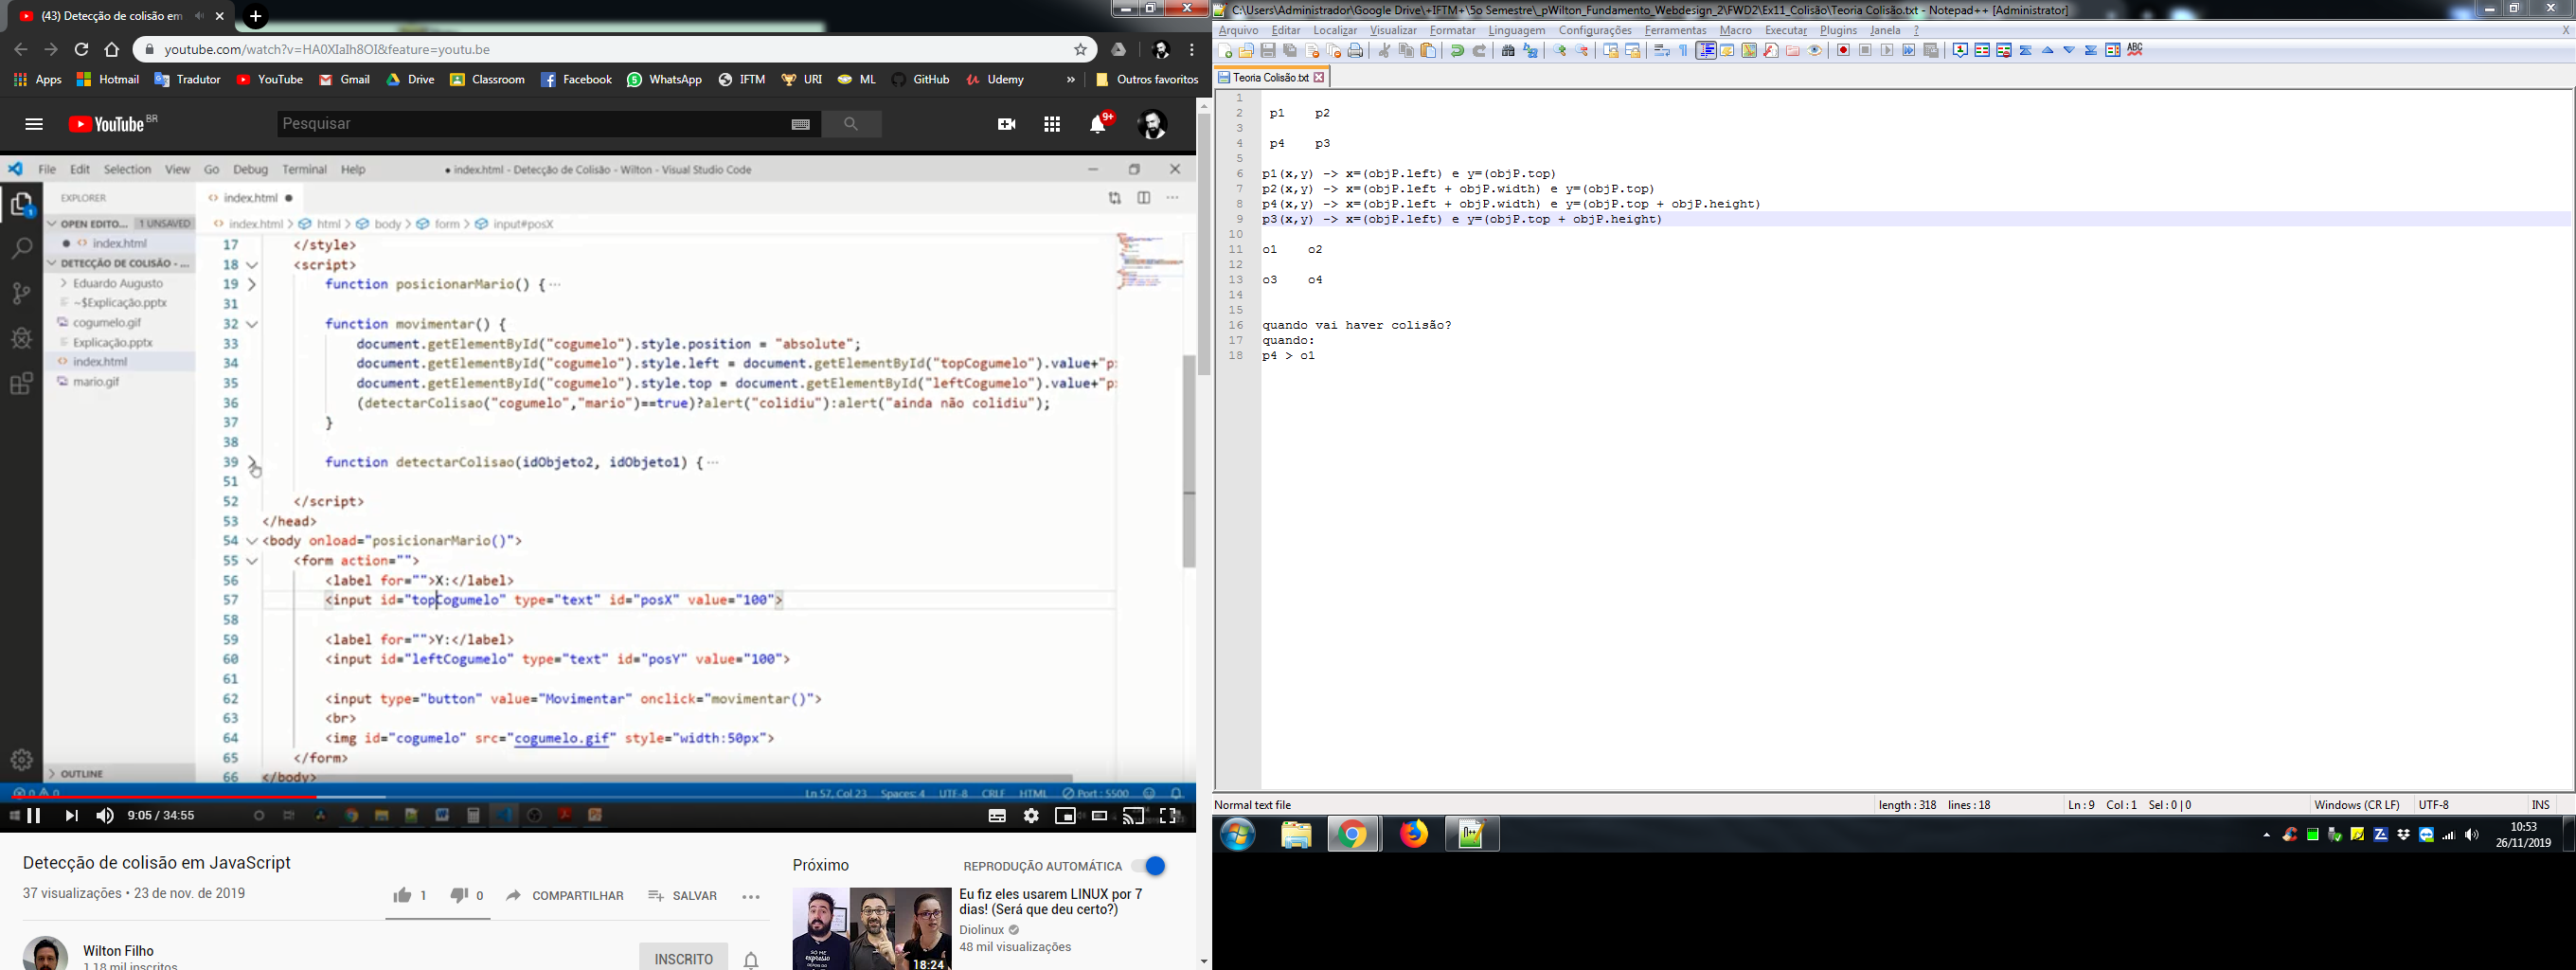 (43) Detecção de colisão em
youtube.com/watch?v=HA0XIaIh8OI&feature=youtu.be
Apps Hotmail Tradutor YouTube Gmail Drive Classroom Facebook WhatsApp IFTM URI ML GitHub Udemy » Outros favoritos
YouTube BR
Pesquisar
9+
File Edit Selection View Go Debug Terminal Help
● index.html - Detecção de Colisão - Wilton - Visual Studio Code
EXPLORER
index.html ●
OPEN EDITO... 1 UNSAVED
● index.html
DETECÇÃO DE COLISÃO - ...
Eduardo Augusto
~$Explicação.pptx
cogumelo.gif
Explicação.pptx
index.html
mario.gif
OUTLINE
index.html > html > body > form > input#posX
17 </style>
18 <script>
19 function posicionarMario() {···
31
32 function movimentar() {
33 document.getElementById("cogumelo").style.position = "absolute";
34 document.getElementById("cogumelo").style.left = document.getElementById("topCogumelo").value+"p
35 document.getElementById("cogumelo").style.top = document.getElementById("leftCogumelo").value+"p
36 (detectarColisao("cogumelo","mario")==true)?alert("colidiu"):alert("ainda não colidiu");
37 }
38
39 function detectarColisao(idObjeto2, idObjeto1) {···
51
52 </script>
53 </head>
54 <body onload="posicionarMario()">
55 <form action="">
56 <label for="">X:</label>
57 <input id="topCogumelo" type="text" id="posX" value="100">
58
59 <label for="">Y:</label>
60 <input id="leftCogumelo" type="text" id="posY" value="100">
61
62 <input type="button" value="Movimentar" onclick="movimentar()">
63 <br>
64 <img id="cogumelo" src="cogumelo.gif" style="width:50px">
65 </form>
66 </body>
0 0 Ln 57, Col 23 Spaces: 4 UTF-8 CRLF HTML Port : 5500
9:05 / 34:55
Detecção de colisão em JavaScript
37 visualizações • 23 de nov. de 2019
1 0 COMPARTILHAR SALVAR ...
Wilton Filho
1,18 mil inscritos
INSCRITO
Próximo
REPRODUÇÃO AUTOMÁTICA
Eu fiz eles usarem LINUX por 7
dias! (Será que deu certo?)
Diolinux
48 mil visualizações
18:24
C:\Users\Administrador\Google Drive\+IFTM+\5o Semestre\_pWilton_Fundamento_Webdesign_2\FWD2\Ex11_Colisão\Teoria Colisão.txt - Notepad++ [Administrator]
Arquivo Editar Localizar Visualizar Formatar Linguagem Configurações Ferramentas Macro Executar Plugins Janela ? X
Teoria Colisão.txt
1
2 p1 p2
3
4 p4 p3
5
6 p1(x,y) -> x=(objP.left) e y=(objP.top)
7 p2(x,y) -> x=(objP.left + objP.width) e y=(objP.top)
8 p4(x,y) -> x=(objP.left + objP.width) e y=(objP.top + objP.height)
9 p3(x,y) -> x=(objP.left) e y=(objP.top + objP.height)
10
11 o1 o2
12
13 o3 o4
14
15
16 quando vai haver colisão?
17 quando:
18 p4 > o1
Normal text file length : 318 lines : 18 Ln : 9 Col : 1 Sel : 0 | 0 Windows (CR LF) UTF-8 INS
10:53
26/11/2019